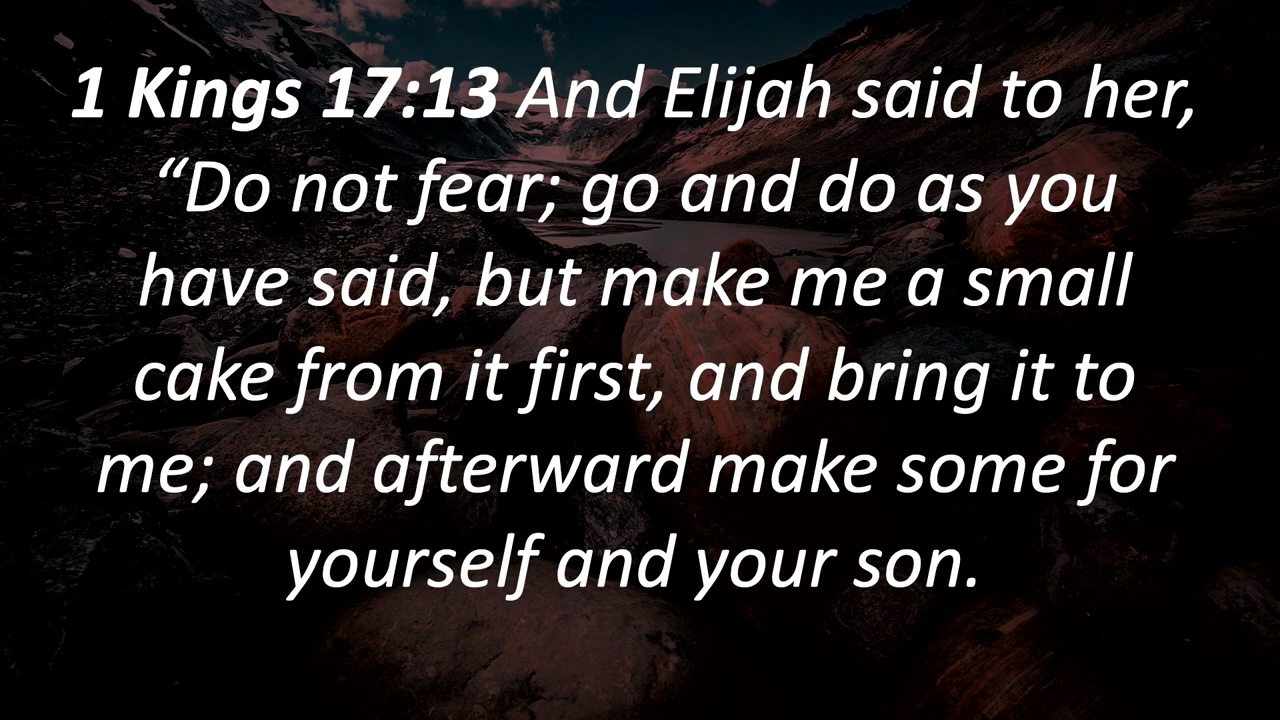 1 Kings 17:13 And Elijah said to her,
“Do not fear; go and do as you
have said, but make me a small
cake from it first, and bring it to
me; and afterward make some for
yourself and your son.